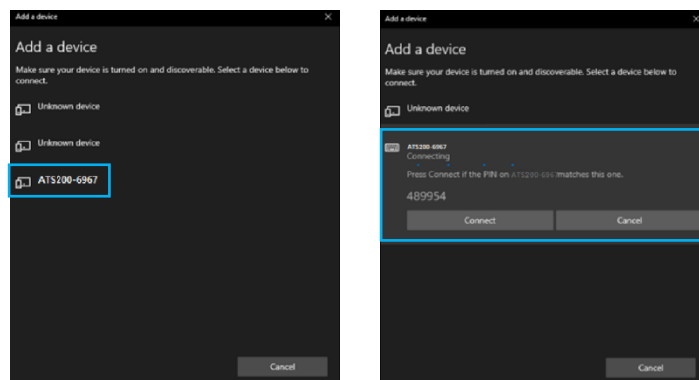 Add a device
Add a device
Make sure your device is turned on and discoverable. Select a device below to
connect.
Unknown device
Unknown device
ATS200-6967
Cancel
Add a device
Add a device
Make sure your device is turned on and discoverable. Select a device below to
connect.
Unknown device
ATS200-6967
Connecting
Press Connect if the PIN on ATS200-6967 matches this one.
489954
Connect Cancel
Cancel